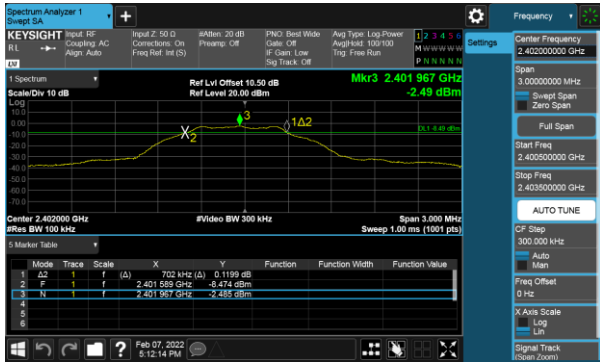 Spectrum Analyzer 1
Swept SA
+
Frequency
KEYSIGHT
RL
Input: RF
Coupling: AC
Align: Auto
Input Z: 50 Ω
Corrections: On
Freq Ref: Int (S)
#Atten: 20 dB
Preamp: Off
PNO: Best Wide
Gate: Off
IF Gain: Low
Sig Track: Off
Avg Type: Log-Power
Avg|Hold: 100/100
Trig: Free Run
1 2 3 4 5 6
M W W W W W
P N N N N N
LXI
1 Spectrum
Scale/Div 10 dB
Ref Lvl Offset 10.50 dB
Ref Level 20.00 dBm
Mkr3 2.401 967 GHz
-2.49 dBm
Log
10.0
0.00
-10.0
-20.0
-30.0
-40.0
-50.0
-60.0
-70.0
2
3
1Δ2
DL1 -8.49 dBm
Center 2.402000 GHz
#Res BW 100 kHz
#Video BW 300 kHz
Span 3.000 MHz
Sweep 1.00 ms (1001 pts)
5 Marker Table
Mode Trace Scale X Y Function Function Width Function Value
1 Δ2 1 f (Δ) 702 kHz (Δ) 0.1199 dB
2 F 1 f 2.401 589 GHz -8.474 dBm
3 N 1 f 2.401 967 GHz -2.485 dBm
4
5
6
Feb 07, 2022
5:12:14 PM
Settings
Center Frequency
2.402000000 GHz
Span
3.00000000 MHz
Swept Span
Zero Span
Full Span
Start Freq
2.400500000 GHz
Stop Freq
2.403500000 GHz
AUTO TUNE
CF Step
300.000 kHz
Auto
Man
Freq Offset
0 Hz
X Axis Scale
Log
Lin
Signal Track
(Span Zoom)